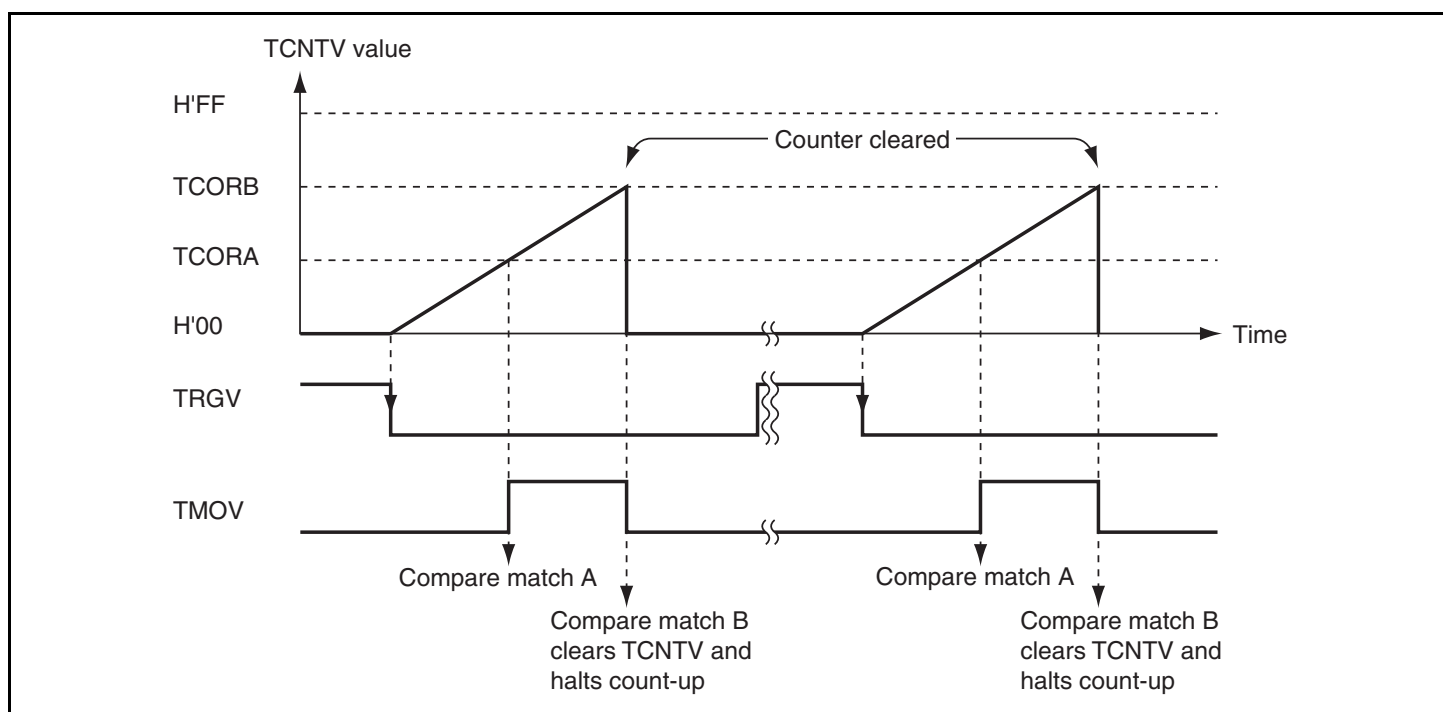 TCNTV value
H'FF
Counter cleared
TCORB
TCORA
H'00
Time
TRGV
TMOV
Compare match A
Compare match A
Compare match B
clears TCNTV and
halts count-up
Compare match B
clears TCNTV and
halts count-up